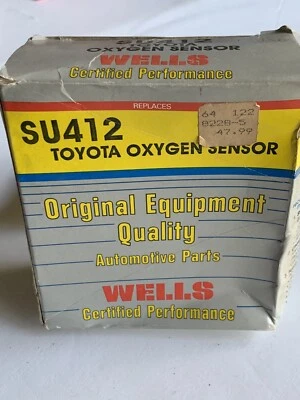 SU412
OXYGEN SENSOR
WELLS
Certified Performance
REPLACES
SU412
TOYOTA OXYGEN SENSOR
64 122
8228-5
47.99
Original Equipment
Quality
Automotive Parts
WELLS
Certified Performance